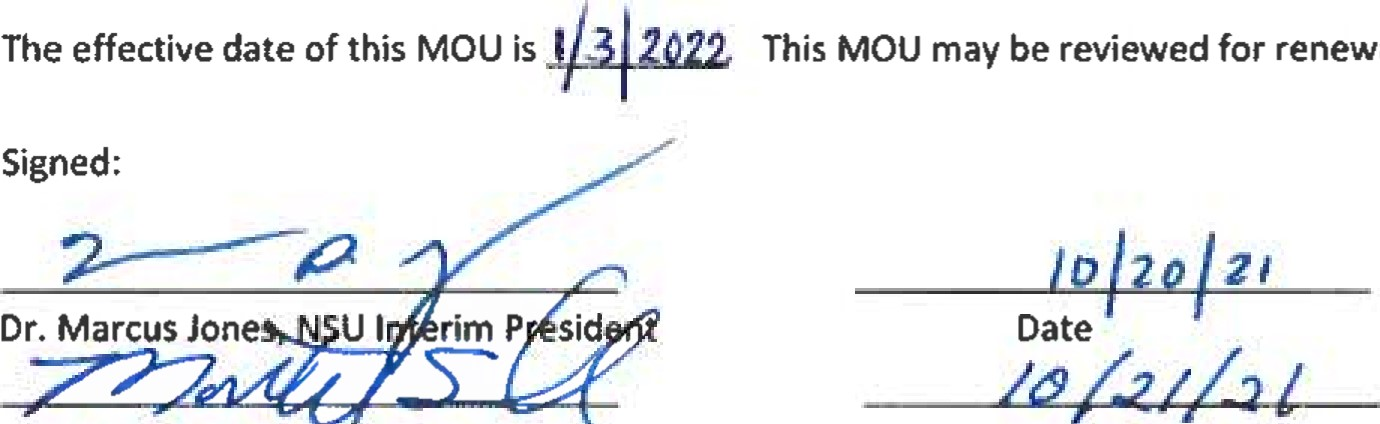 The effective date of this MOU is 1/3/2022 This MOU may be reviewed for renew
Signed:
10/20/21
Dr. Marcus Jones, NSU Interim President Date
10/21/21